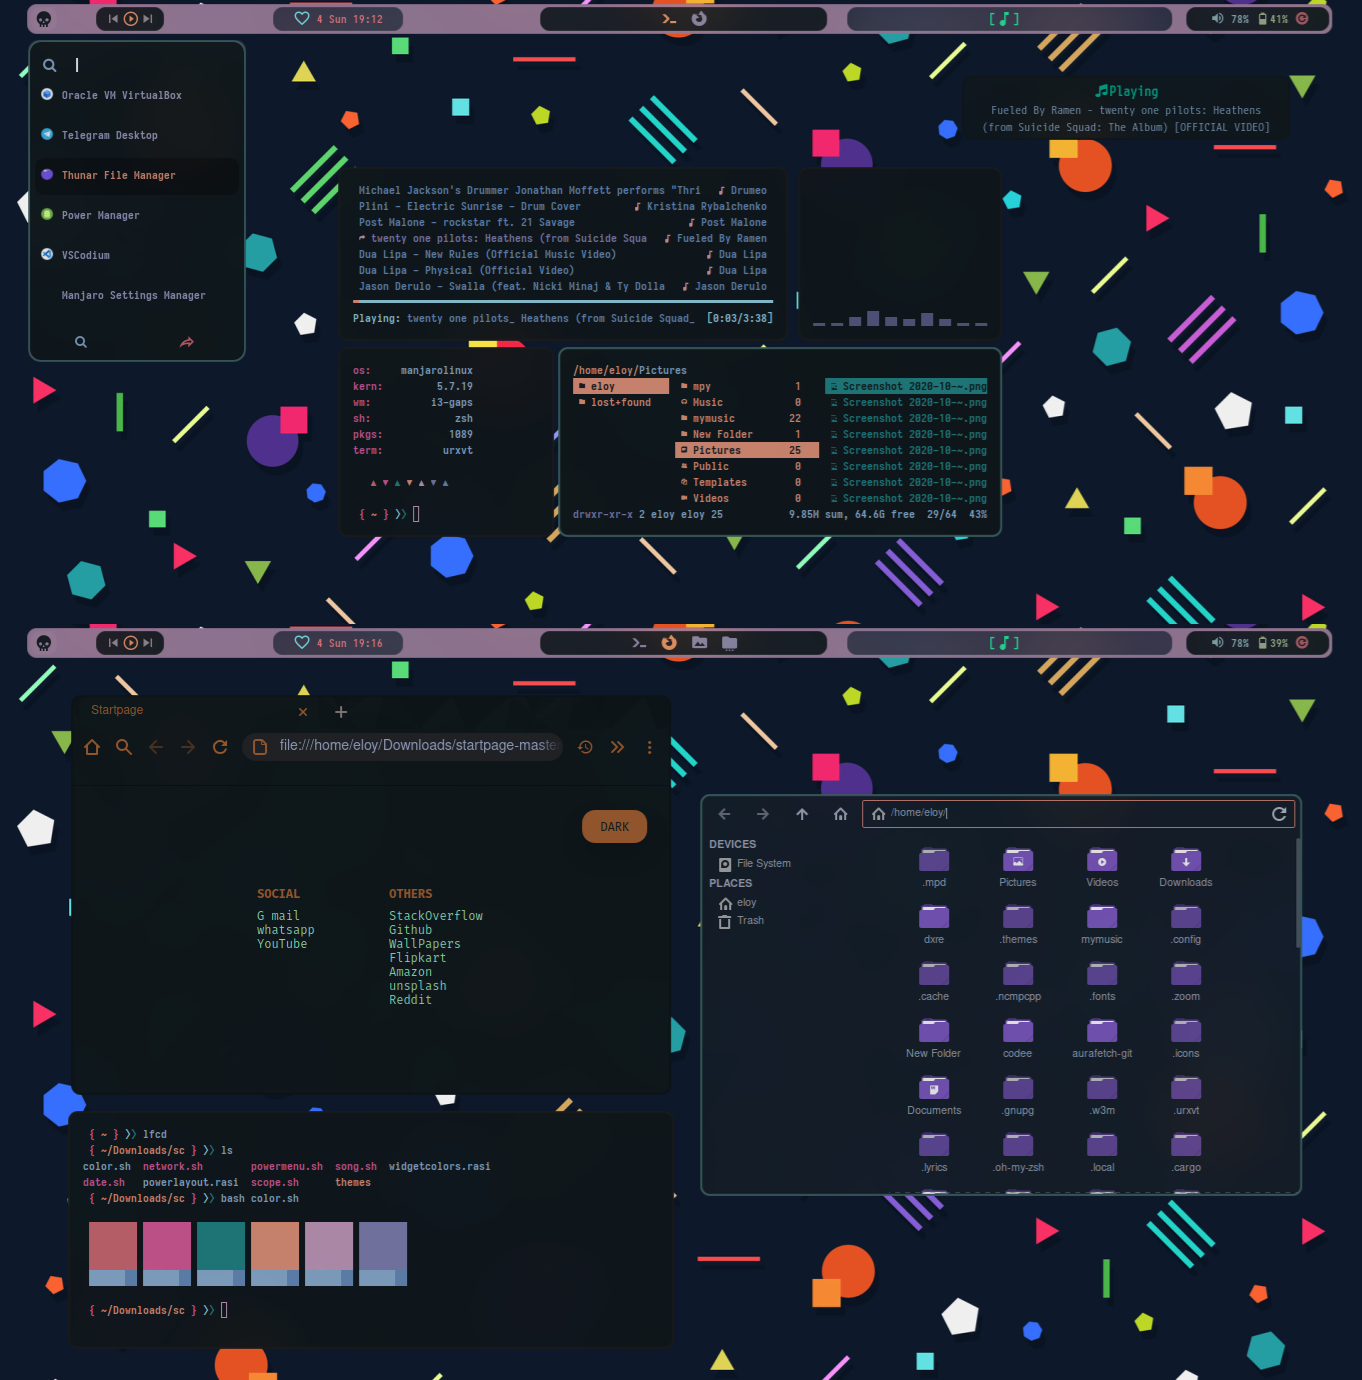 4 Sun 19:12
[ ]
78% 41%
Oracle VM VirtualBox
Telegram Desktop
Thunar File Manager
Power Manager
VSCodium
Manjaro Settings Manager
Playing
Fueled By Ramen - twenty one pilots: Heathens
(from Suicide Squad: The Album) [OFFICIAL VIDEO]
Michael Jackson's Drummer Jonathan Moffett performs "Thri Drumeo
Plini - Electric Sunrise - Drum Cover Kristina Rybalchenko
Post Malone - rockstar ft. 21 Savage Post Malone
twenty one pilots: Heathens (from Suicide Squa Fueled By Ramen
Dua Lipa - New Rules (Official Music Video) Dua Lipa
Dua Lipa - Physical (Official Video) Dua Lipa
Jason Derulo - Swalla (feat. Nicki Minaj & Ty Dolla Jason Derulo
Playing: twenty one pilots_ Heathens (from Suicide Squad_ [0:03/3:38]
os: manjarolinux
kern: 5.7.19
wm: i3-gaps
sh: zsh
pkgs: 1089
term: urxvt
{ ~ }
/home/eloy/Pictures
eloy mpy 1 Screenshot 2020-10-~.png
lost+found Music 0 Screenshot 2020-10-~.png
mymusic 22 Screenshot 2020-10-~.png
New Folder 1 Screenshot 2020-10-~.png
Pictures 25 Screenshot 2020-10-~.png
Public 0 Screenshot 2020-10-~.png
Templates 0 Screenshot 2020-10-~.png
Videos 0 Screenshot 2020-10-~.png
drwxr-xr-x 2 eloy eloy 25 9.85M sum, 64.6G free 29/64 43%
4 Sun 19:16
[ ]
78% 39%
Startpage
file:///home/eloy/Downloads/startpage-maste
DARK
SOCIAL
G mail
whatsapp
YouTube
OTHERS
StackOverflow
Github
WallPapers
Flipkart
Amazon
unsplash
Reddit
/home/eloy/
DEVICES
File System
PLACES
eloy
Trash
.mpd Pictures Videos Downloads
dxre .themes mymusic .config
.cache .ncmpcpp .fonts .zoom
New Folder codee aurafetch-git .icons
Documents .gnupg .w3m .urxvt
.lyrics .oh-my-zsh .local .cargo
{ ~ } lfcd
{ ~/Downloads/sc } ls
color.sh network.sh powermenu.sh song.sh widgetcolors.rasi
date.sh powerlayout.rasi scope.sh themes
{ ~/Downloads/sc } bash color.sh
{ ~/Downloads/sc }